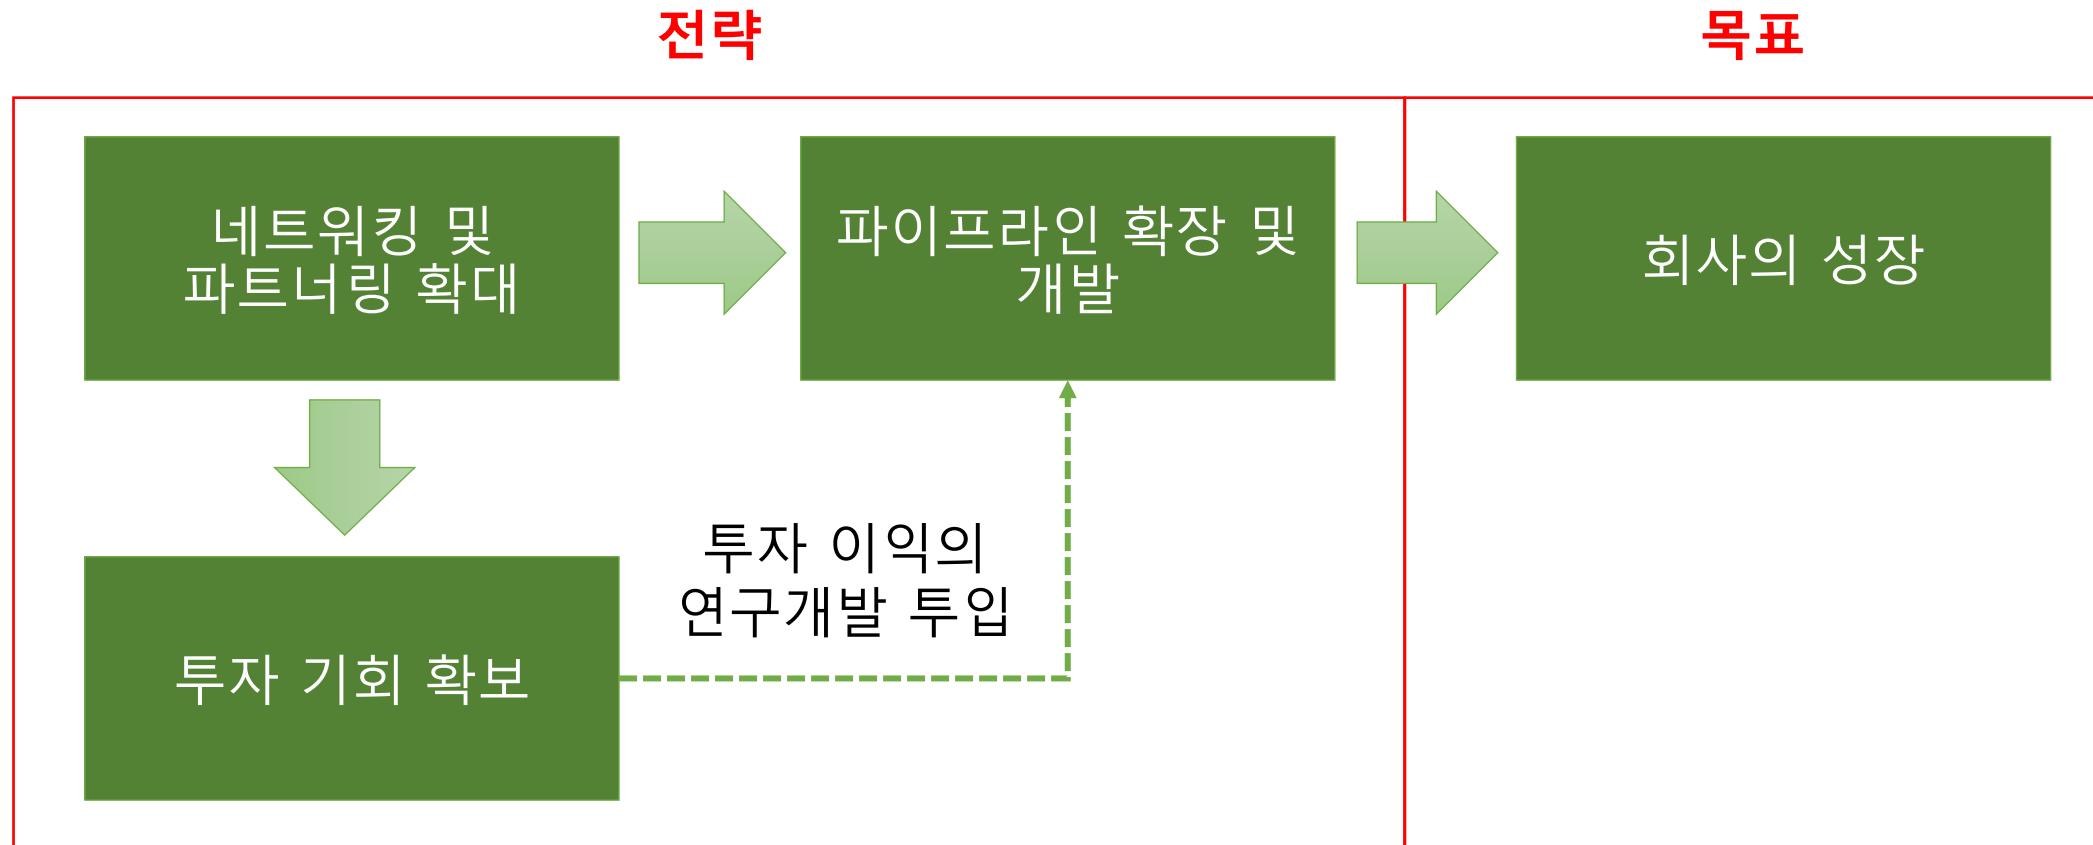 전략
목표
네트워킹 및
파트너링 확대
파이프라인 확장 및
개발
회사의 성장
투자 이익의
연구개발 투입
투자 기회 확보